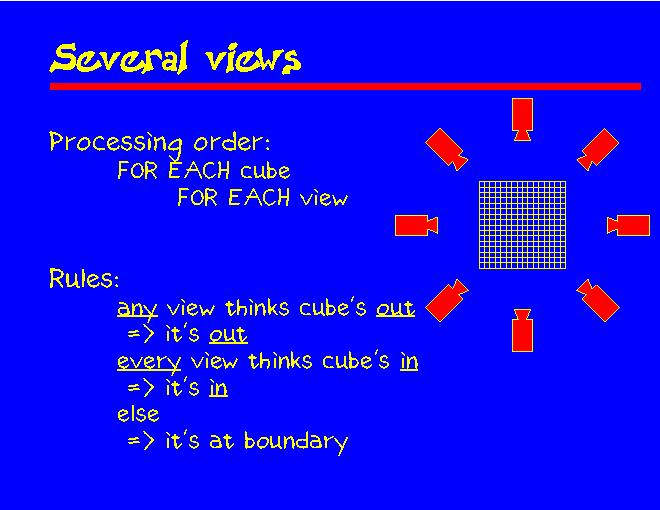 Several views
Processing order:
FOR EACH cube
FOR EACH view
Rules:
any view thinks cube's out
=> it's out
every view thinks cube's in
=> it's in
else
=> it's at boundary